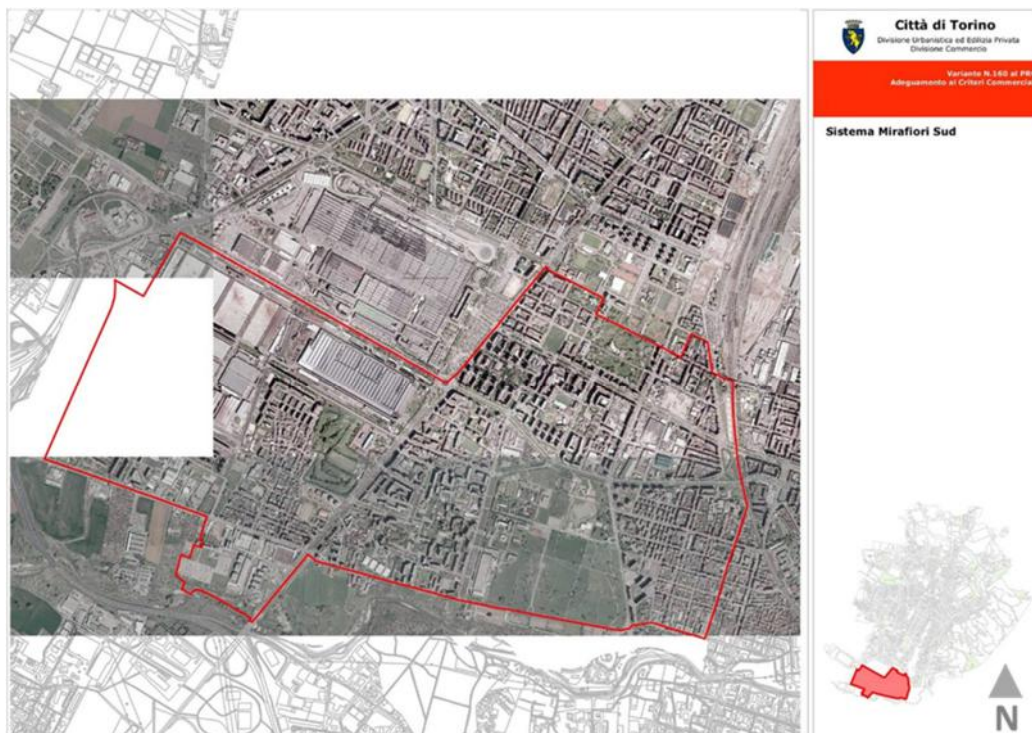 Città di Torino
Divisione Urbanistica ed Edilizia Privata
Divisione Commercio
Variante N.160 al PR
Adeguamento ai Criteri Commercia
Sistema Mirafiori Sud
N